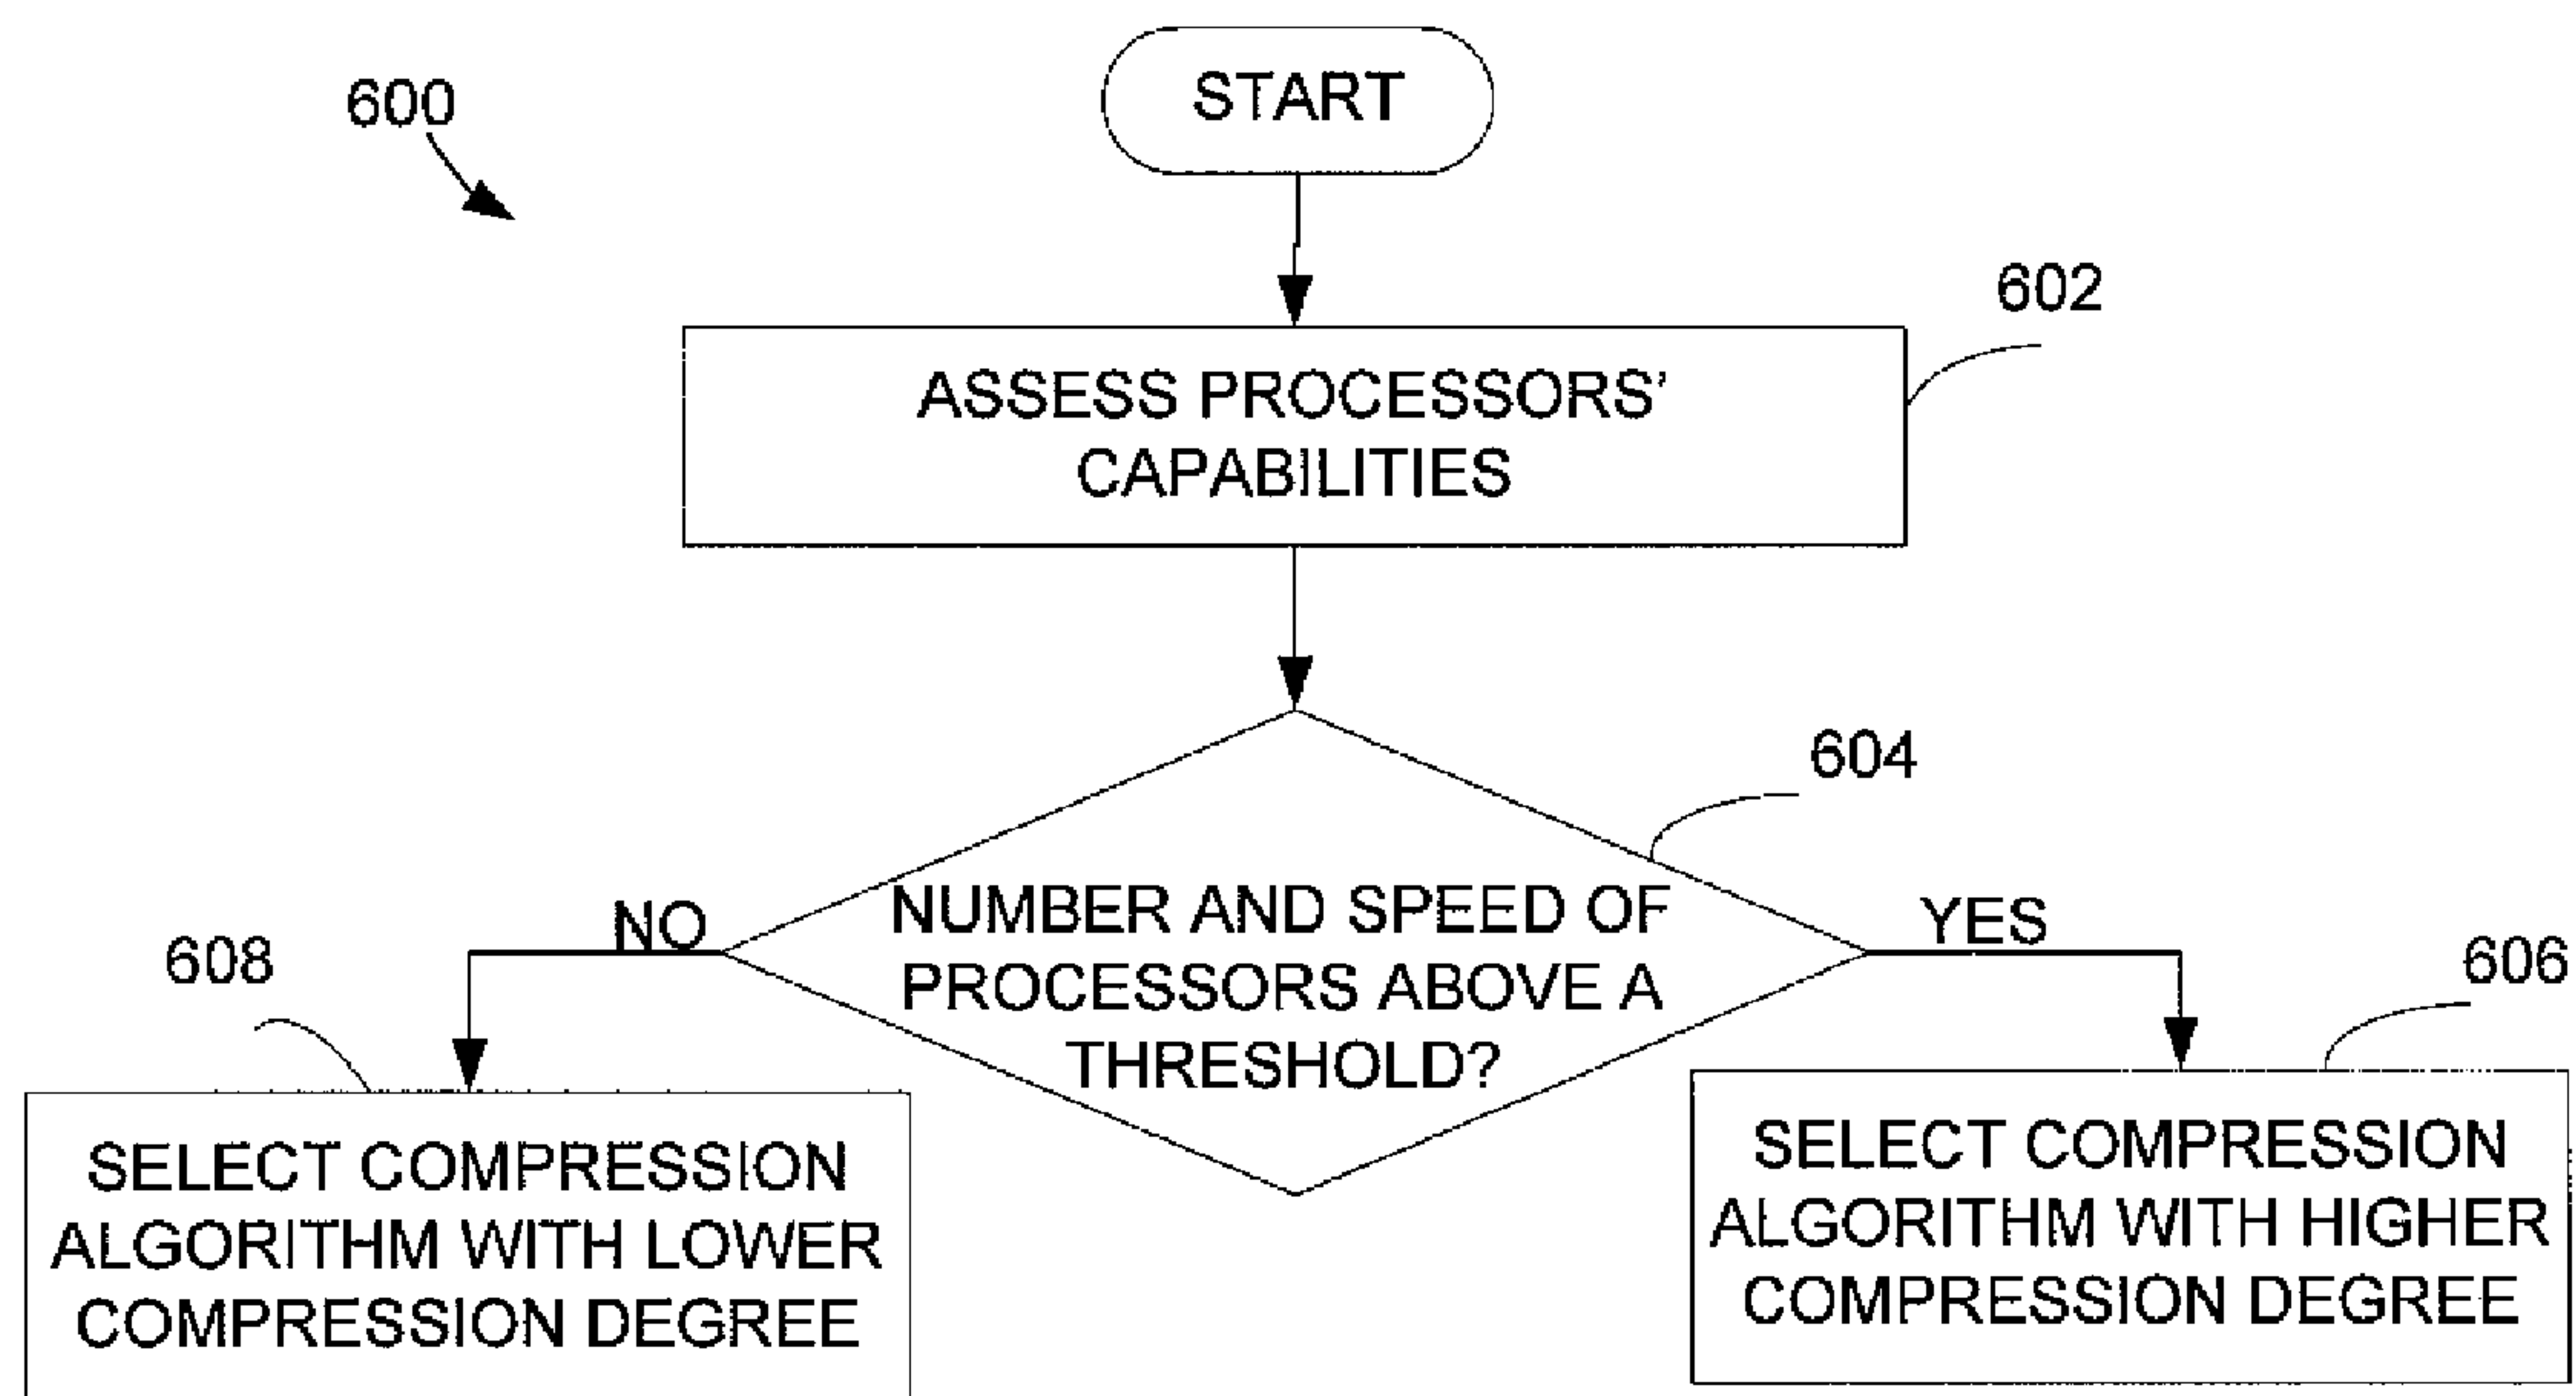 600
START
602
ASSESS PROCESSORS'
CAPABILITIES
604
NUMBER AND SPEED OF
PROCESSORS ABOVE A
THRESHOLD?
NO
YES
608
606
SELECT COMPRESSION
ALGORITHM WITH LOWER
COMPRESSION DEGREE
SELECT COMPRESSION
ALGORITHM WITH HIGHER
COMPRESSION DEGREE